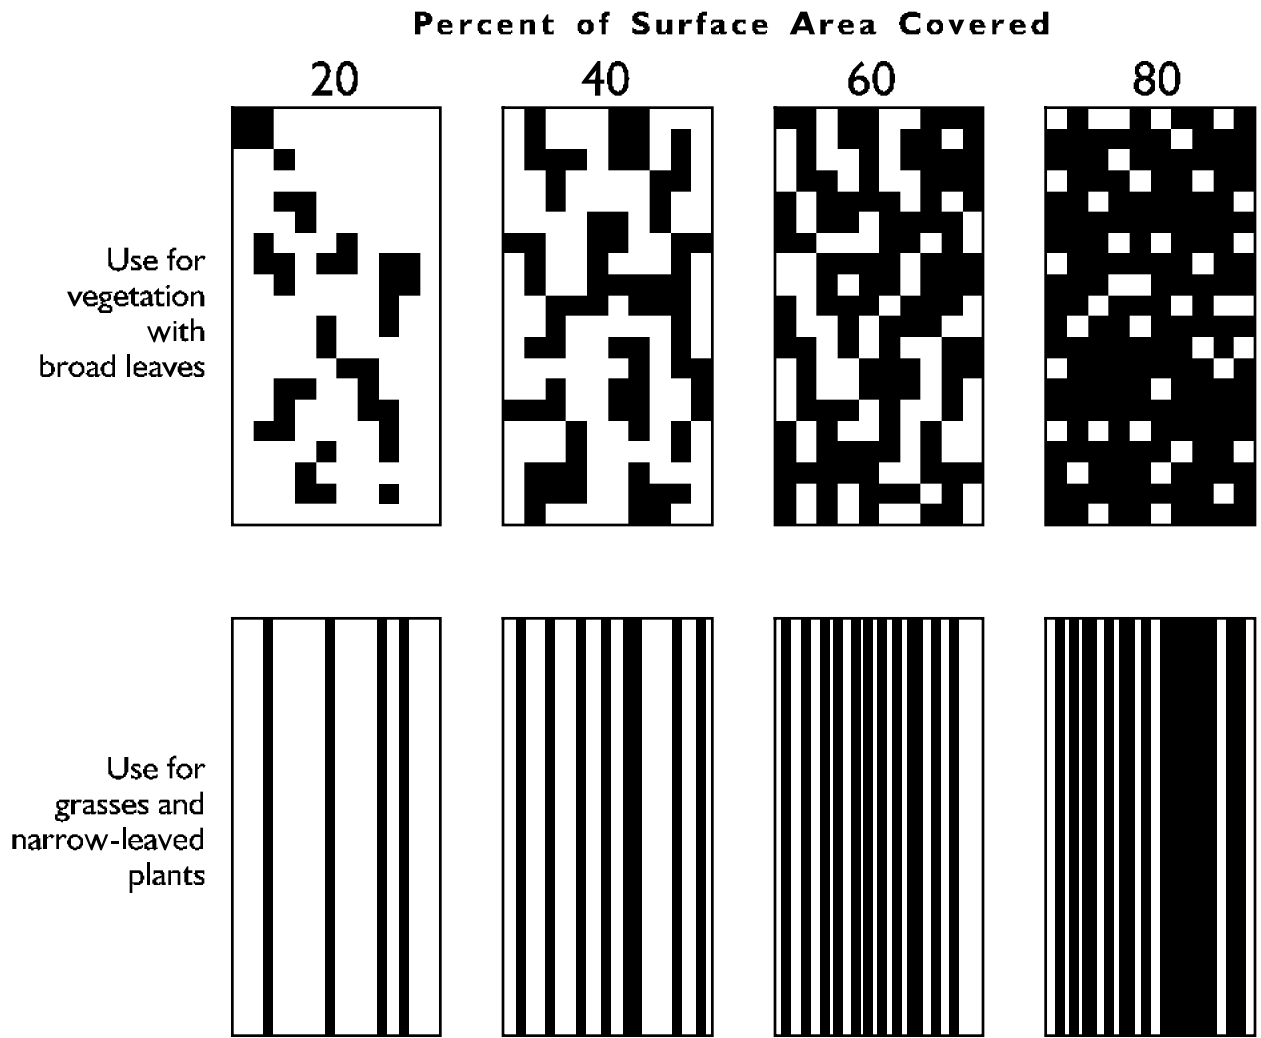 Percent of Surface Area Covered
20 40 60 80
Use for
vegetation
with
broad leaves
Use for
grasses and
narrow-leaved
plants